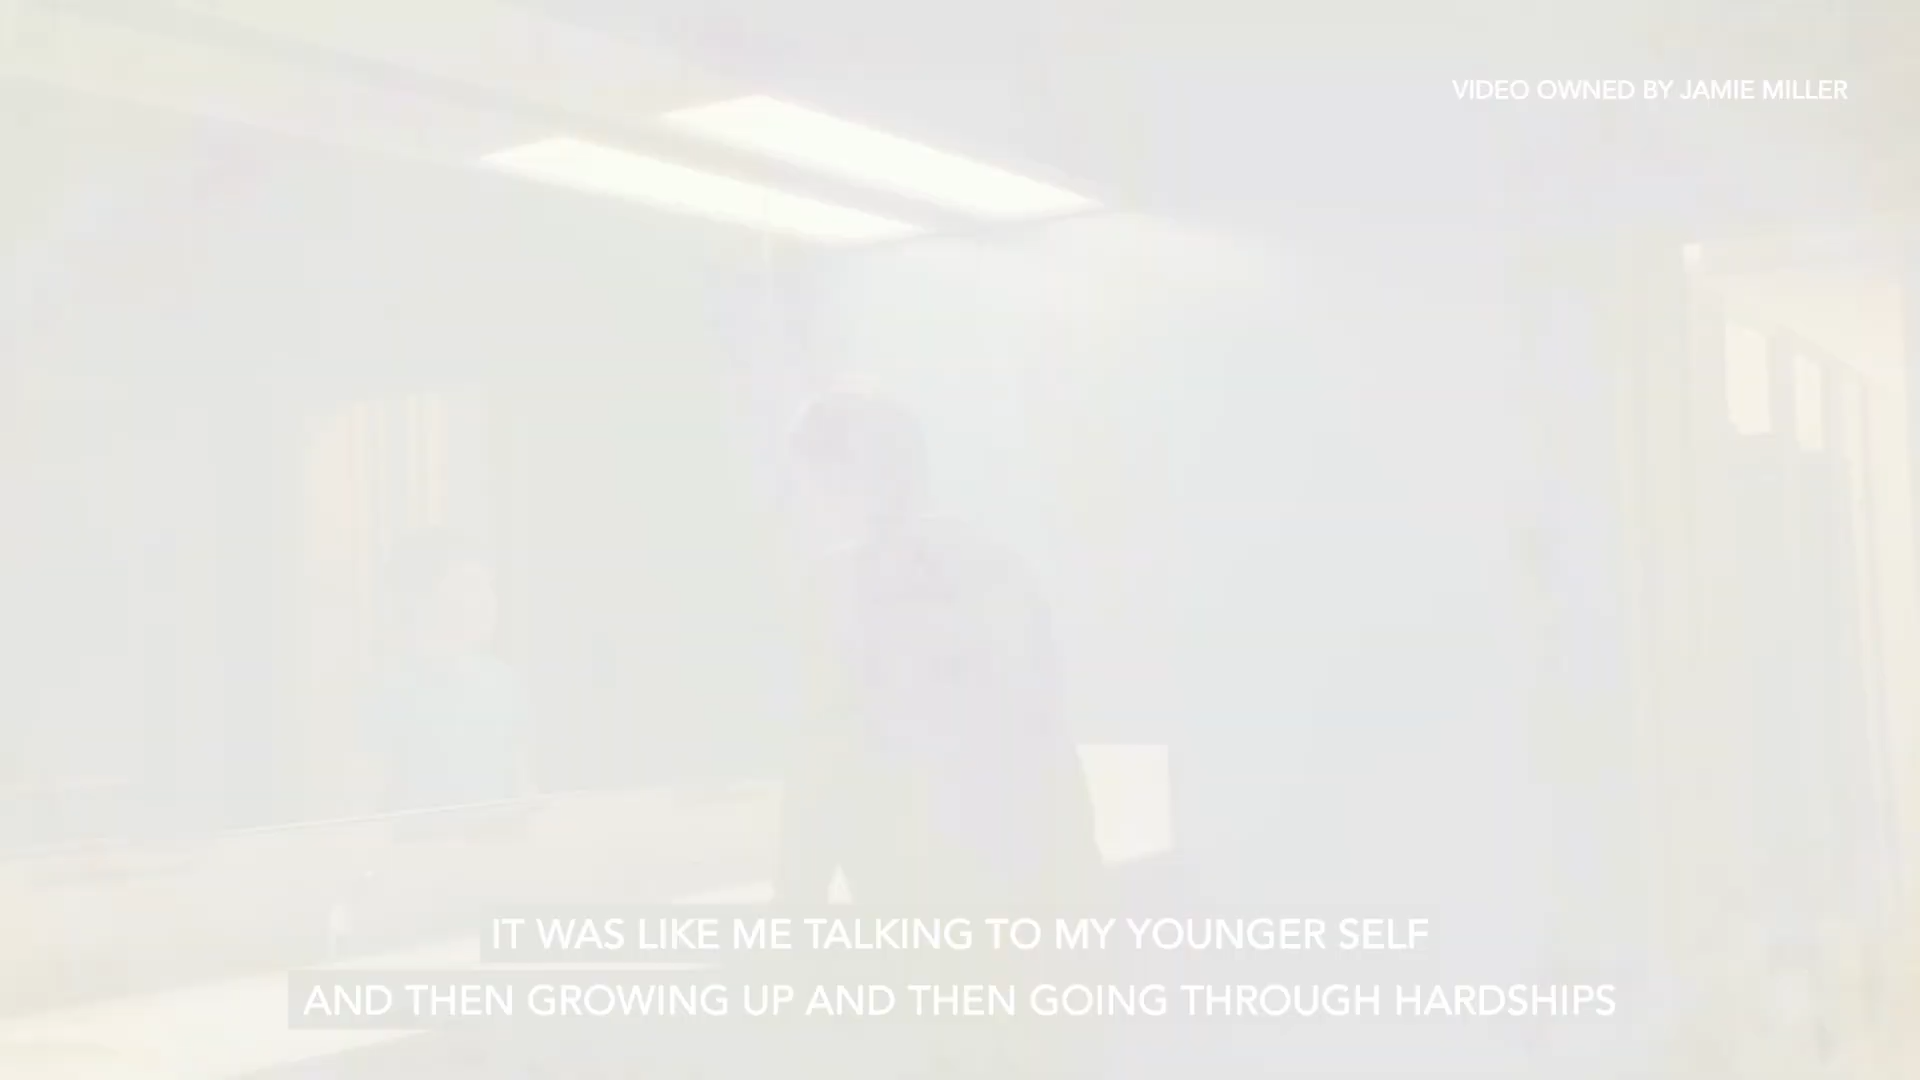 VIDEO OWNED BY JAMIE MILLER
IT WAS LIKE ME TALKING TO MY YOUNGER SELF
AND THEN GROWING UP AND THEN GOING THROUGH HARDSHIPS